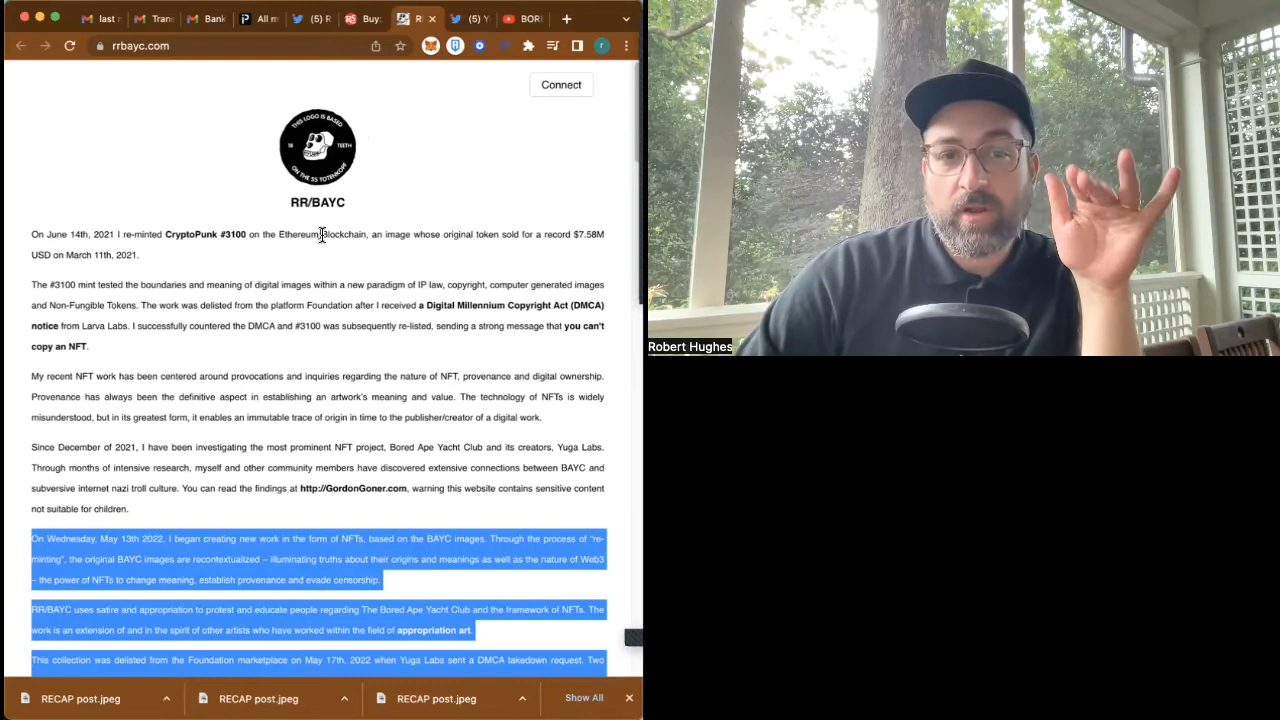 last r
Tran:
Bank
All m
(5) R
Buy:
R
(5) Y
BORI
rrbayc.com
r
Connect
THIS LOGO IS BASED
18 TEETH
ON THE SS TOTENKOPF
RR/BAYC
On June 14th, 2021 I re-minted CryptoPunk #3100 on the Ethereum Blockchain, an image whose original token sold for a record $7.58M
USD on March 11th, 2021.
The #3100 mint tested the boundaries and meaning of digital images within a new paradigm of IP law, copyright, computer generated images
and Non-Fungible Tokens. The work was delisted from the platform Foundation after I received a Digital Millennium Copyright Act (DMCA)
notice from Larva Labs. I successfully countered the DMCA and #3100 was subsequently re-listed, sending a strong message that you can't
copy an NFT.
My recent NFT work has been centered around provocations and inquiries regarding the nature of NFT, provenance and digital ownership.
Provenance has always been the definitive aspect in establishing an artwork's meaning and value. The technology of NFTs is widely
misunderstood, but in its greatest form, it enables an immutable trace of origin in time to the publisher/creator of a digital work.
Since December of 2021, I have been investigating the most prominent NFT project, Bored Ape Yacht Club and its creators, Yuga Labs.
Through months of intensive research, myself and other community members have discovered extensive connections between BAYC and
subversive internet nazi troll culture. You can read the findings at http://GordonGoner.com, warning this website contains sensitive content
not suitable for children.
On Wednesday, May 13th 2022, I began creating new work in the form of NFTs, based on the BAYC images. Through the process of "re-
minting", the original BAYC images are recontextualized – illuminating truths about their origins and meanings as well as the nature of Web3
– the power of NFTs to change meaning, establish provenance and evade censorship.
RR/BAYC uses satire and appropriation to protest and educate people regarding The Bored Ape Yacht Club and the framework of NFTs. The
work is an extension of and in the spirit of other artists who have worked within the field of appropriation art.
This collection was delisted from the Foundation marketplace on May 17th, 2022 when Yuga Labs sent a DMCA takedown request. Two
RECAP post.jpeg
RECAP post.jpeg
RECAP post.jpeg
Show All
Robert Hughes